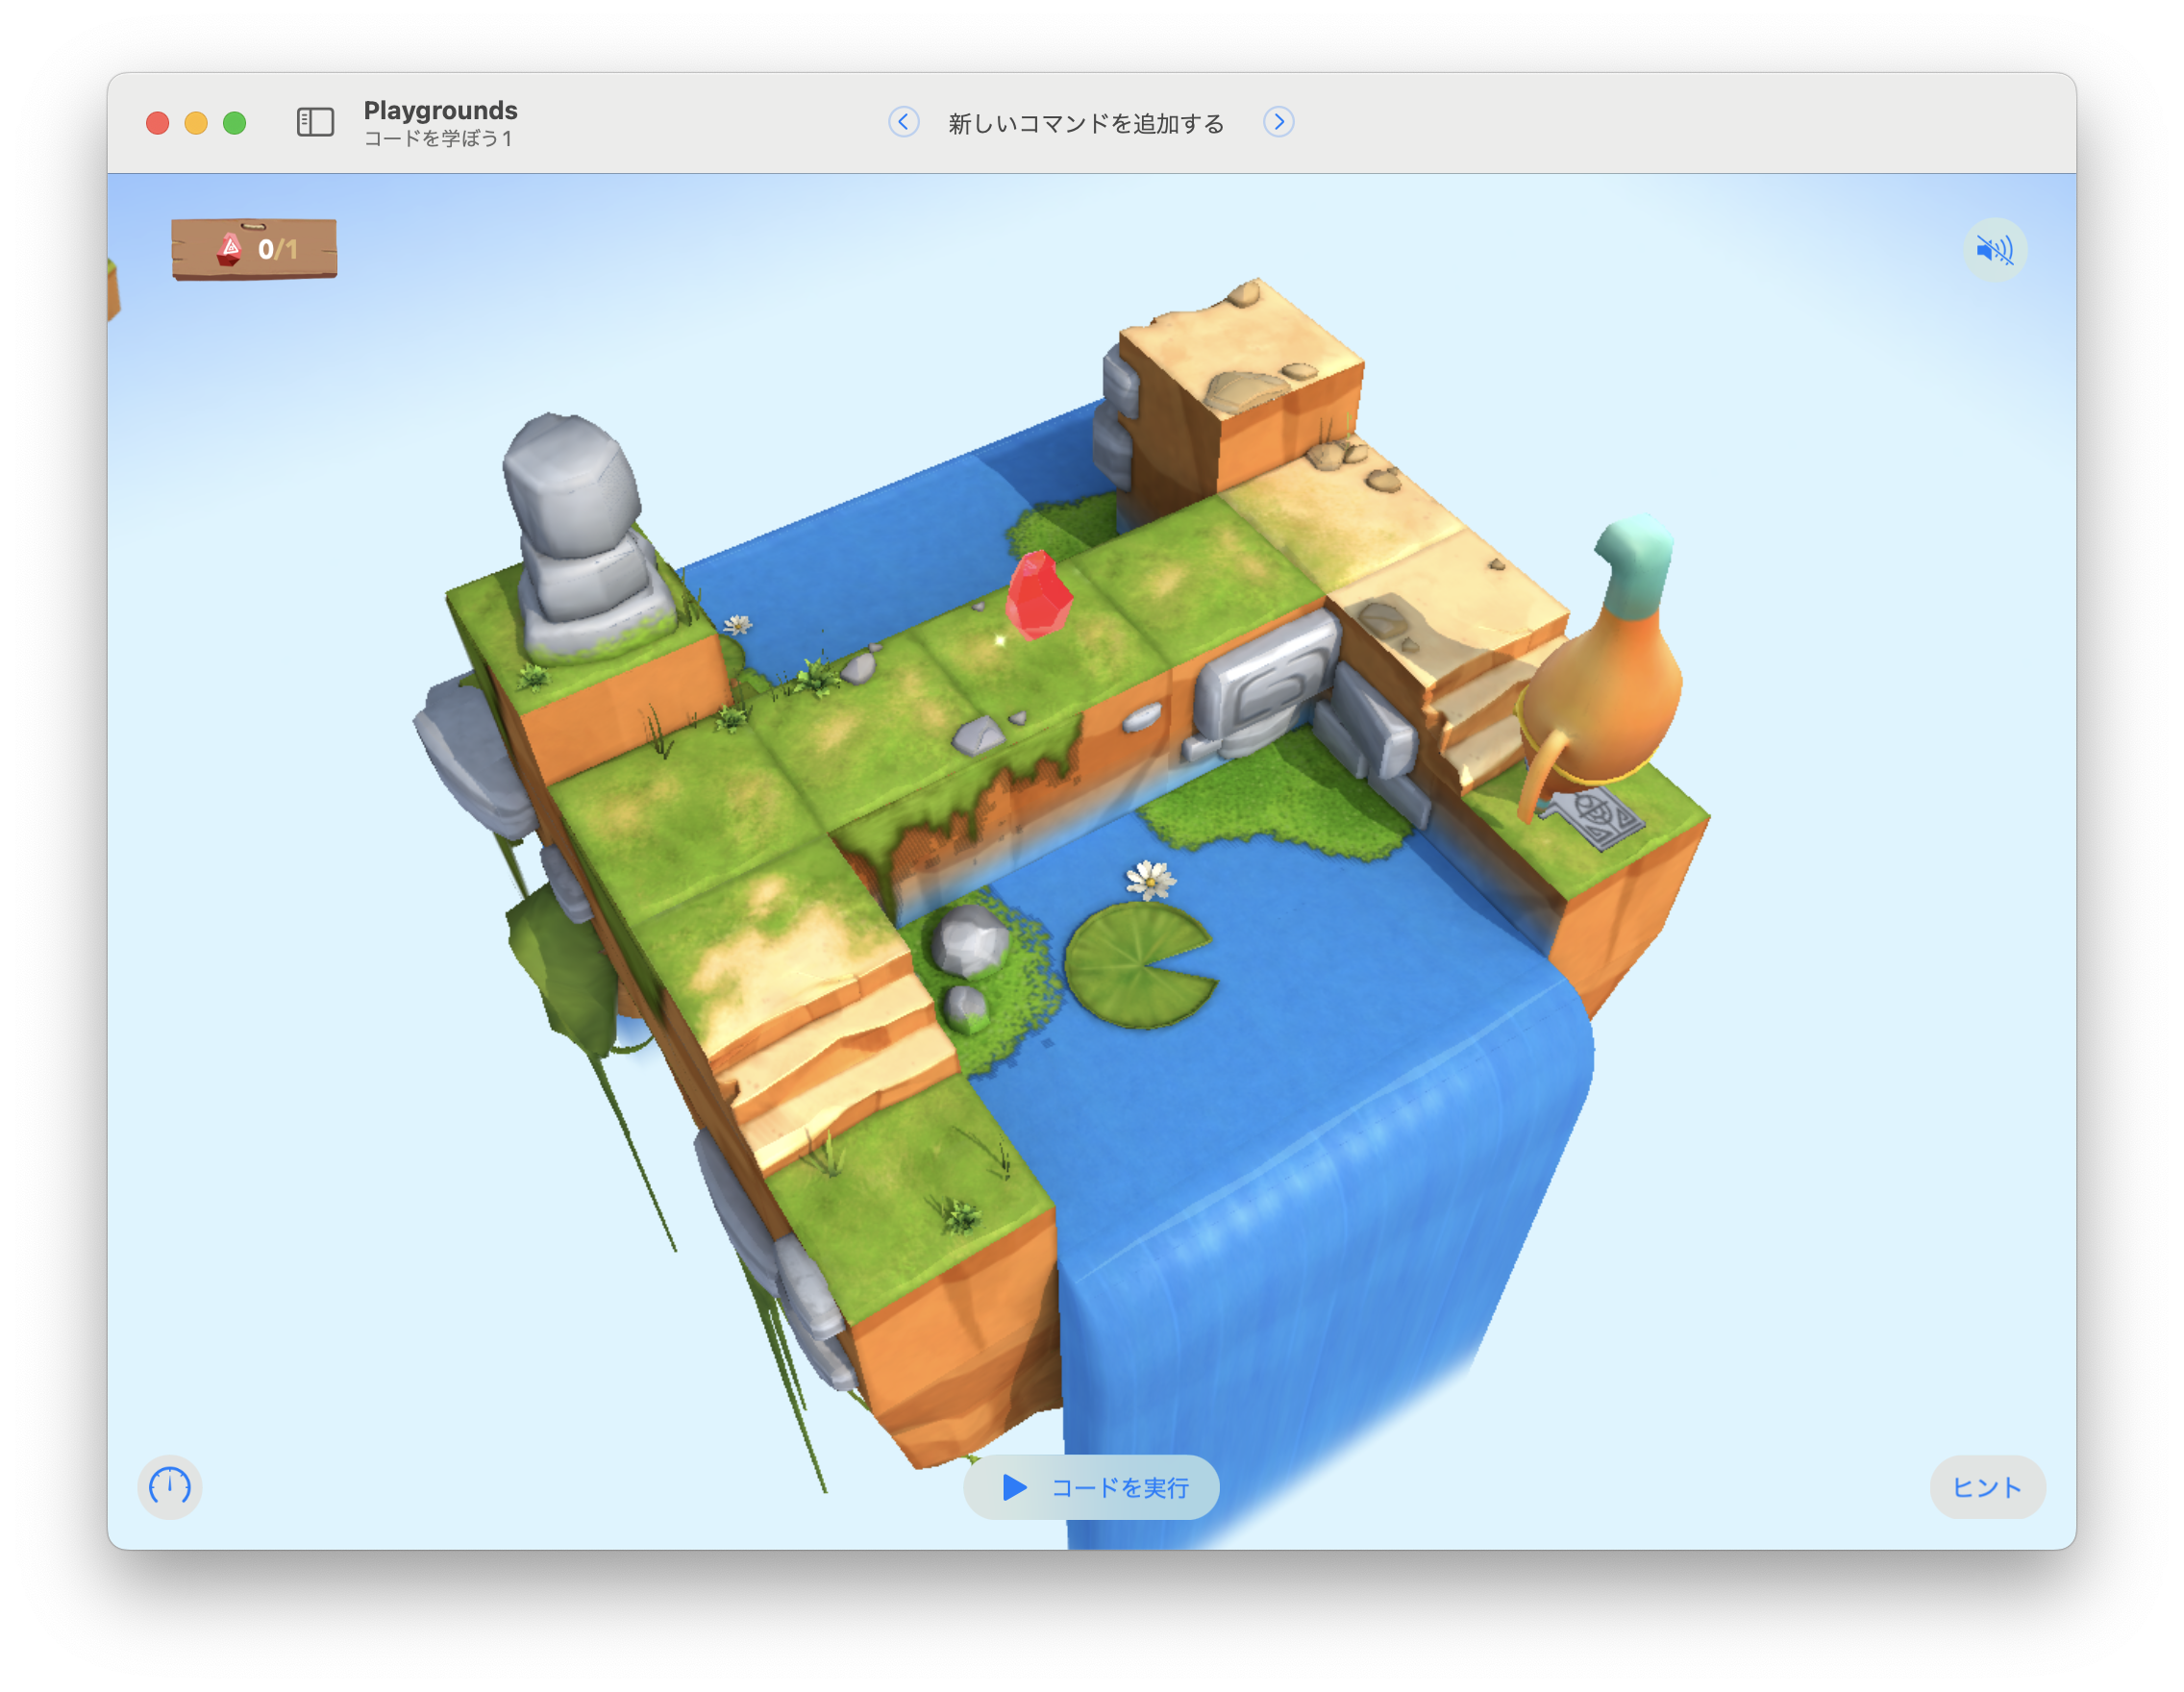 Playgrounds
コードを学ぼう1
新しいコマンドを追加する
0/1
コードを実行
ヒント